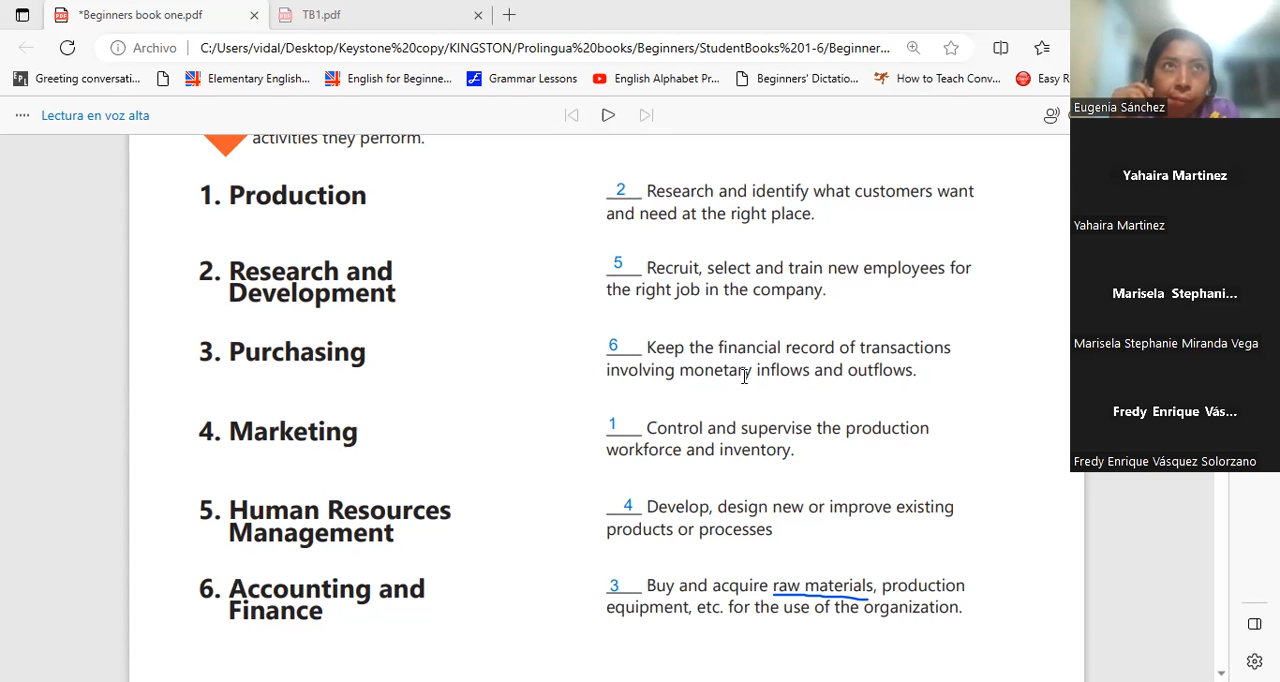 *Beginners book one.pdf
TB1.pdf
Archivo
C:/Users/vidal/Desktop/Keystone%20copy/KINGSTON/Prolingua%20books/Beginners/StudentBooks%201-6/Beginner...
Greeting conversati...
Elementary English...
English for Beginne...
Grammar Lessons
English Alphabet Pr...
Beginners' Dictatio...
How to Teach Conv...
Easy R
Lectura en voz alta
activities they perform.
1. Production
2 Research and identify what customers want
and need at the right place.
2. Research and
Development
5 Recruit, select and train new employees for
the right job in the company.
3. Purchasing
6 Keep the financial record of transactions
involving monetary inflows and outflows.
4. Marketing
1 Control and supervise the production
workforce and inventory.
5. Human Resources
Management
4 Develop, design new or improve existing
products or processes
6. Accounting and
Finance
3 Buy and acquire raw materials, production
equipment, etc. for the use of the organization.
Eugenia Sánchez
Yahaira Martinez
Yahaira Martinez
Marisela Stephani...
Marisela Stephanie Miranda Vega
Fredy Enrique Vás...
Fredy Enrique Vásquez Solorzano